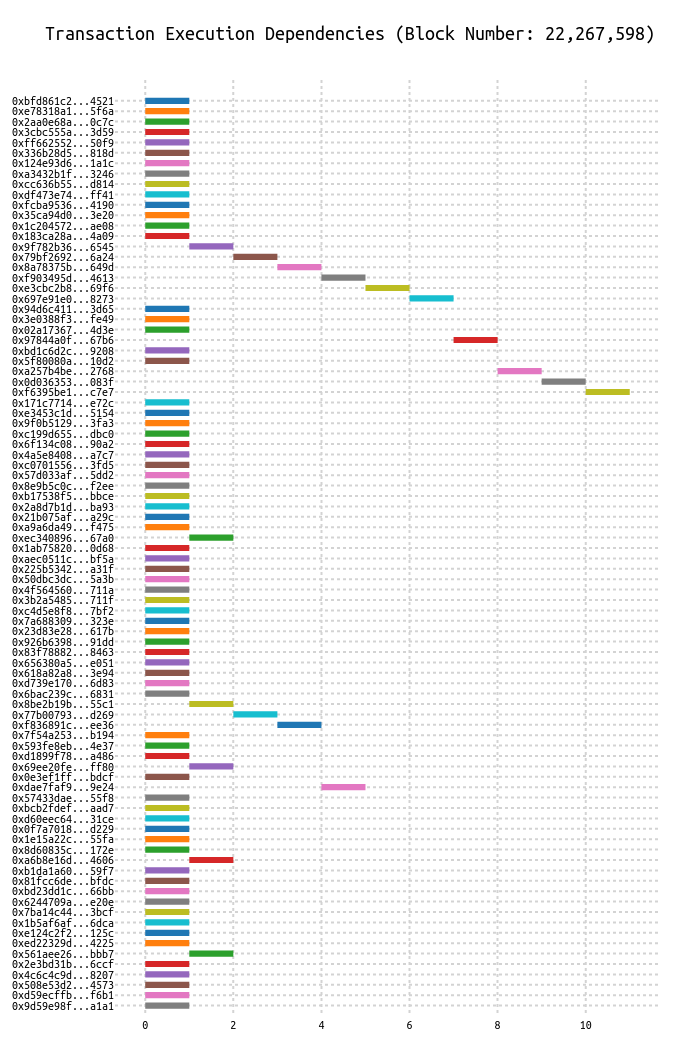 Transaction Execution Dependencies (Block Number: 22,267,598)
0xbfd861c2...4521
0xe78318a1...5f6a
0x2aa0e68a...0c7c
0x3cbc555a...3d59
0xff662552...50f9
0x336b28d5...818d
0x124e93d6...1a1c
0xa3432b1f...3246
0xcc636b55...d814
0xdf473e74...ff41
0xfcba9536...4190
0x35ca94d0...3e20
0x1c204572...ae08
0x183ca28a...4a09
0x9f782b36...6545
0x79bf2692...6a24
0x8a78375b...649d
0xf903495d...4613
0xe3cbc2b8...69f6
0x697e91e0...8273
0x94d6c411...3d65
0x3e0388f3...fe49
0x02a17367...4d3e
0x97844a0f...67b6
0xbd1c6d2c...9208
0x5f80080a...10d2
0xa257b4be...2768
0x0d036353...083f
0xf6395be1...c7e7
0x171c7714...e72c
0xe3453c1d...5154
0x9f0b5129...3fa3
0xc199d655...dbc0
0x6f134c08...90a2
0x4a5e8408...a7c7
0xc0701556...3fd5
0x57d033af...5dd2
0x8e9b5c0c...f2ee
0xb17538f5...bbce
0x2a8d7b1d...ba93
0x21b075af...a29c
0xa9a6da49...f475
0xec340896...67a0
0x1ab75820...0d68
0xaec0511c...bf5a
0x225b5342...a31f
0x50dbc3dc...5a3b
0x4f564560...711a
0x3b2a5485...711f
0xc4d5e8f8...7bf2
0x7a688309...323e
0x23d83e28...617b
0x926b6398...91dd
0x83f78882...8463
0x656380a5...e051
0x618a82a8...3e94
0xd739e170...6d83
0x6bac239c...6831
0x8be2b19b...55c1
0x77b00793...d269
0xf836891c...ee36
0x7f54a253...b194
0x593fe8eb...4e37
0xd1899f78...a486
0x69ee20fe...ff80
0x0e3ef1ff...bdcf
0xdae7faf9...9e24
0x57433dae...55f8
0xbcb2fdef...aad7
0xd60eec64...31ce
0x0f7a7018...d229
0x1e15a22c...55fa
0x8d60835c...172e
0xa6b8e16d...4606
0xb1da1a60...59f7
0x81fcc6de...bfdc
0xbd23dd1c...66bb
0x6244709a...e20e
0x7ba14c44...3bcf
0x1b5af6af...6dca
0xe124c2f2...125c
0xed22329d...4225
0x561aee26...bbb7
0x2e3bd31b...6ccf
0x4c6c4c9d...8207
0x508e53d2...4573
0xd59ecffb...f6b1
0x9d59e98f...a1a1
0 2 4 6 8 10